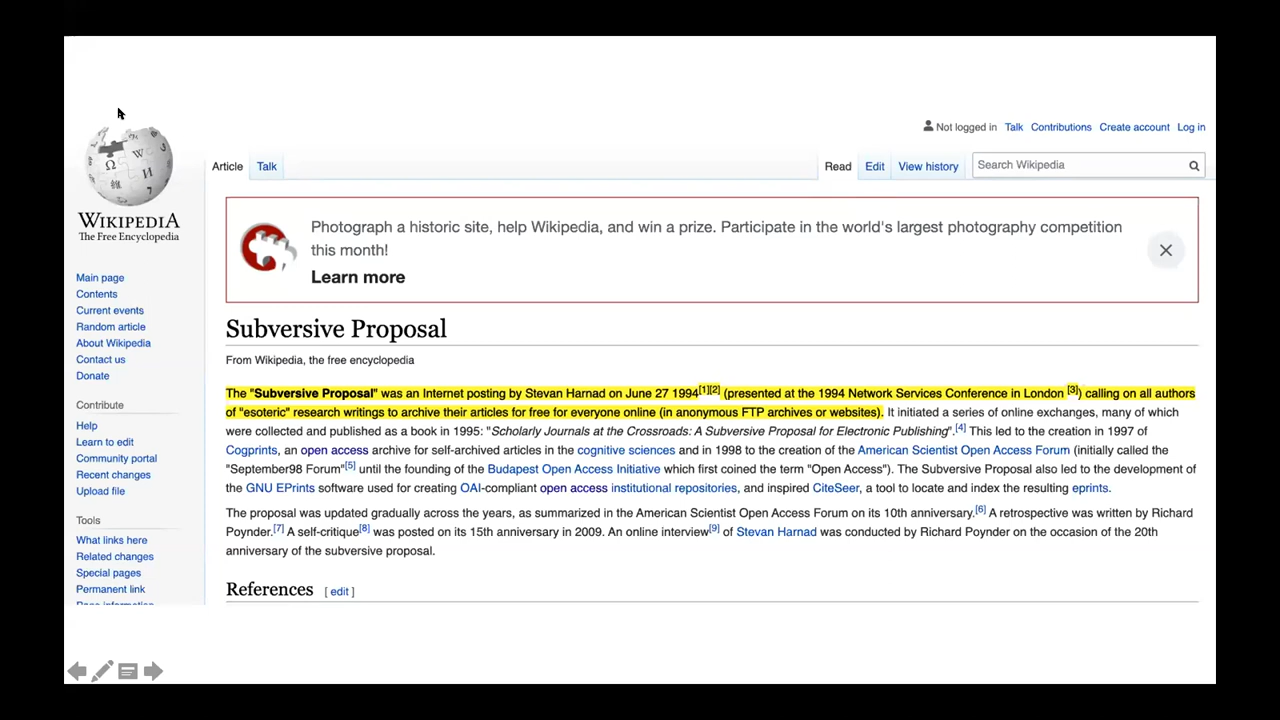 Not logged in Talk Contributions Create account Log in
Article Talk Read Edit View history Search Wikipedia
WIKIPEDIA
The Free Encyclopedia
Main page
Contents
Current events
Random article
About Wikipedia
Contact us
Donate
Contribute
Help
Learn to edit
Community portal
Recent changes
Upload file
Tools
What links here
Related changes
Special pages
Permanent link
Page information
Photograph a historic site, help Wikipedia, and win a prize. Participate in the world's largest photography competition
this month!
Learn more
Subversive Proposal
From Wikipedia, the free encyclopedia
The "Subversive Proposal" was an Internet posting by Stevan Harnad on June 27 1994[1][2] (presented at the 1994 Network Services Conference in London [3]) calling on all authors
of "esoteric" research writings to archive their articles for free for everyone online (in anonymous FTP archives or websites). It initiated a series of online exchanges, many of which
were collected and published as a book in 1995: "Scholarly Journals at the Crossroads: A Subversive Proposal for Electronic Publishing".[4] This led to the creation in 1997 of
Cogprints, an open access archive for self-archived articles in the cognitive sciences and in 1998 to the creation of the American Scientist Open Access Forum (initially called the
"September98 Forum"[5] until the founding of the Budapest Open Access Initiative which first coined the term "Open Access"). The Subversive Proposal also led to the development of
the GNU EPrints software used for creating OAI-compliant open access institutional repositories, and inspired CiteSeer, a tool to locate and index the resulting eprints.
The proposal was updated gradually across the years, as summarized in the American Scientist Open Access Forum on its 10th anniversary.[6] A retrospective was written by Richard
Poynder.[7] A self-critique[8] was posted on its 15th anniversary in 2009. An online interview[9] of Stevan Harnad was conducted by Richard Poynder on the occasion of the 20th
anniversary of the subversive proposal.
References [ edit ]